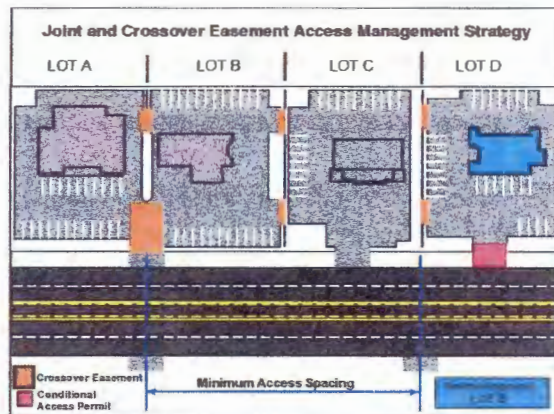 Joint and Crossover Easement Access Management Strategy
LOT A
LOT B
LOT C
LOT D
Crossover Easement
Conditional
Access Permit
Minimum Access Spacing
LOT